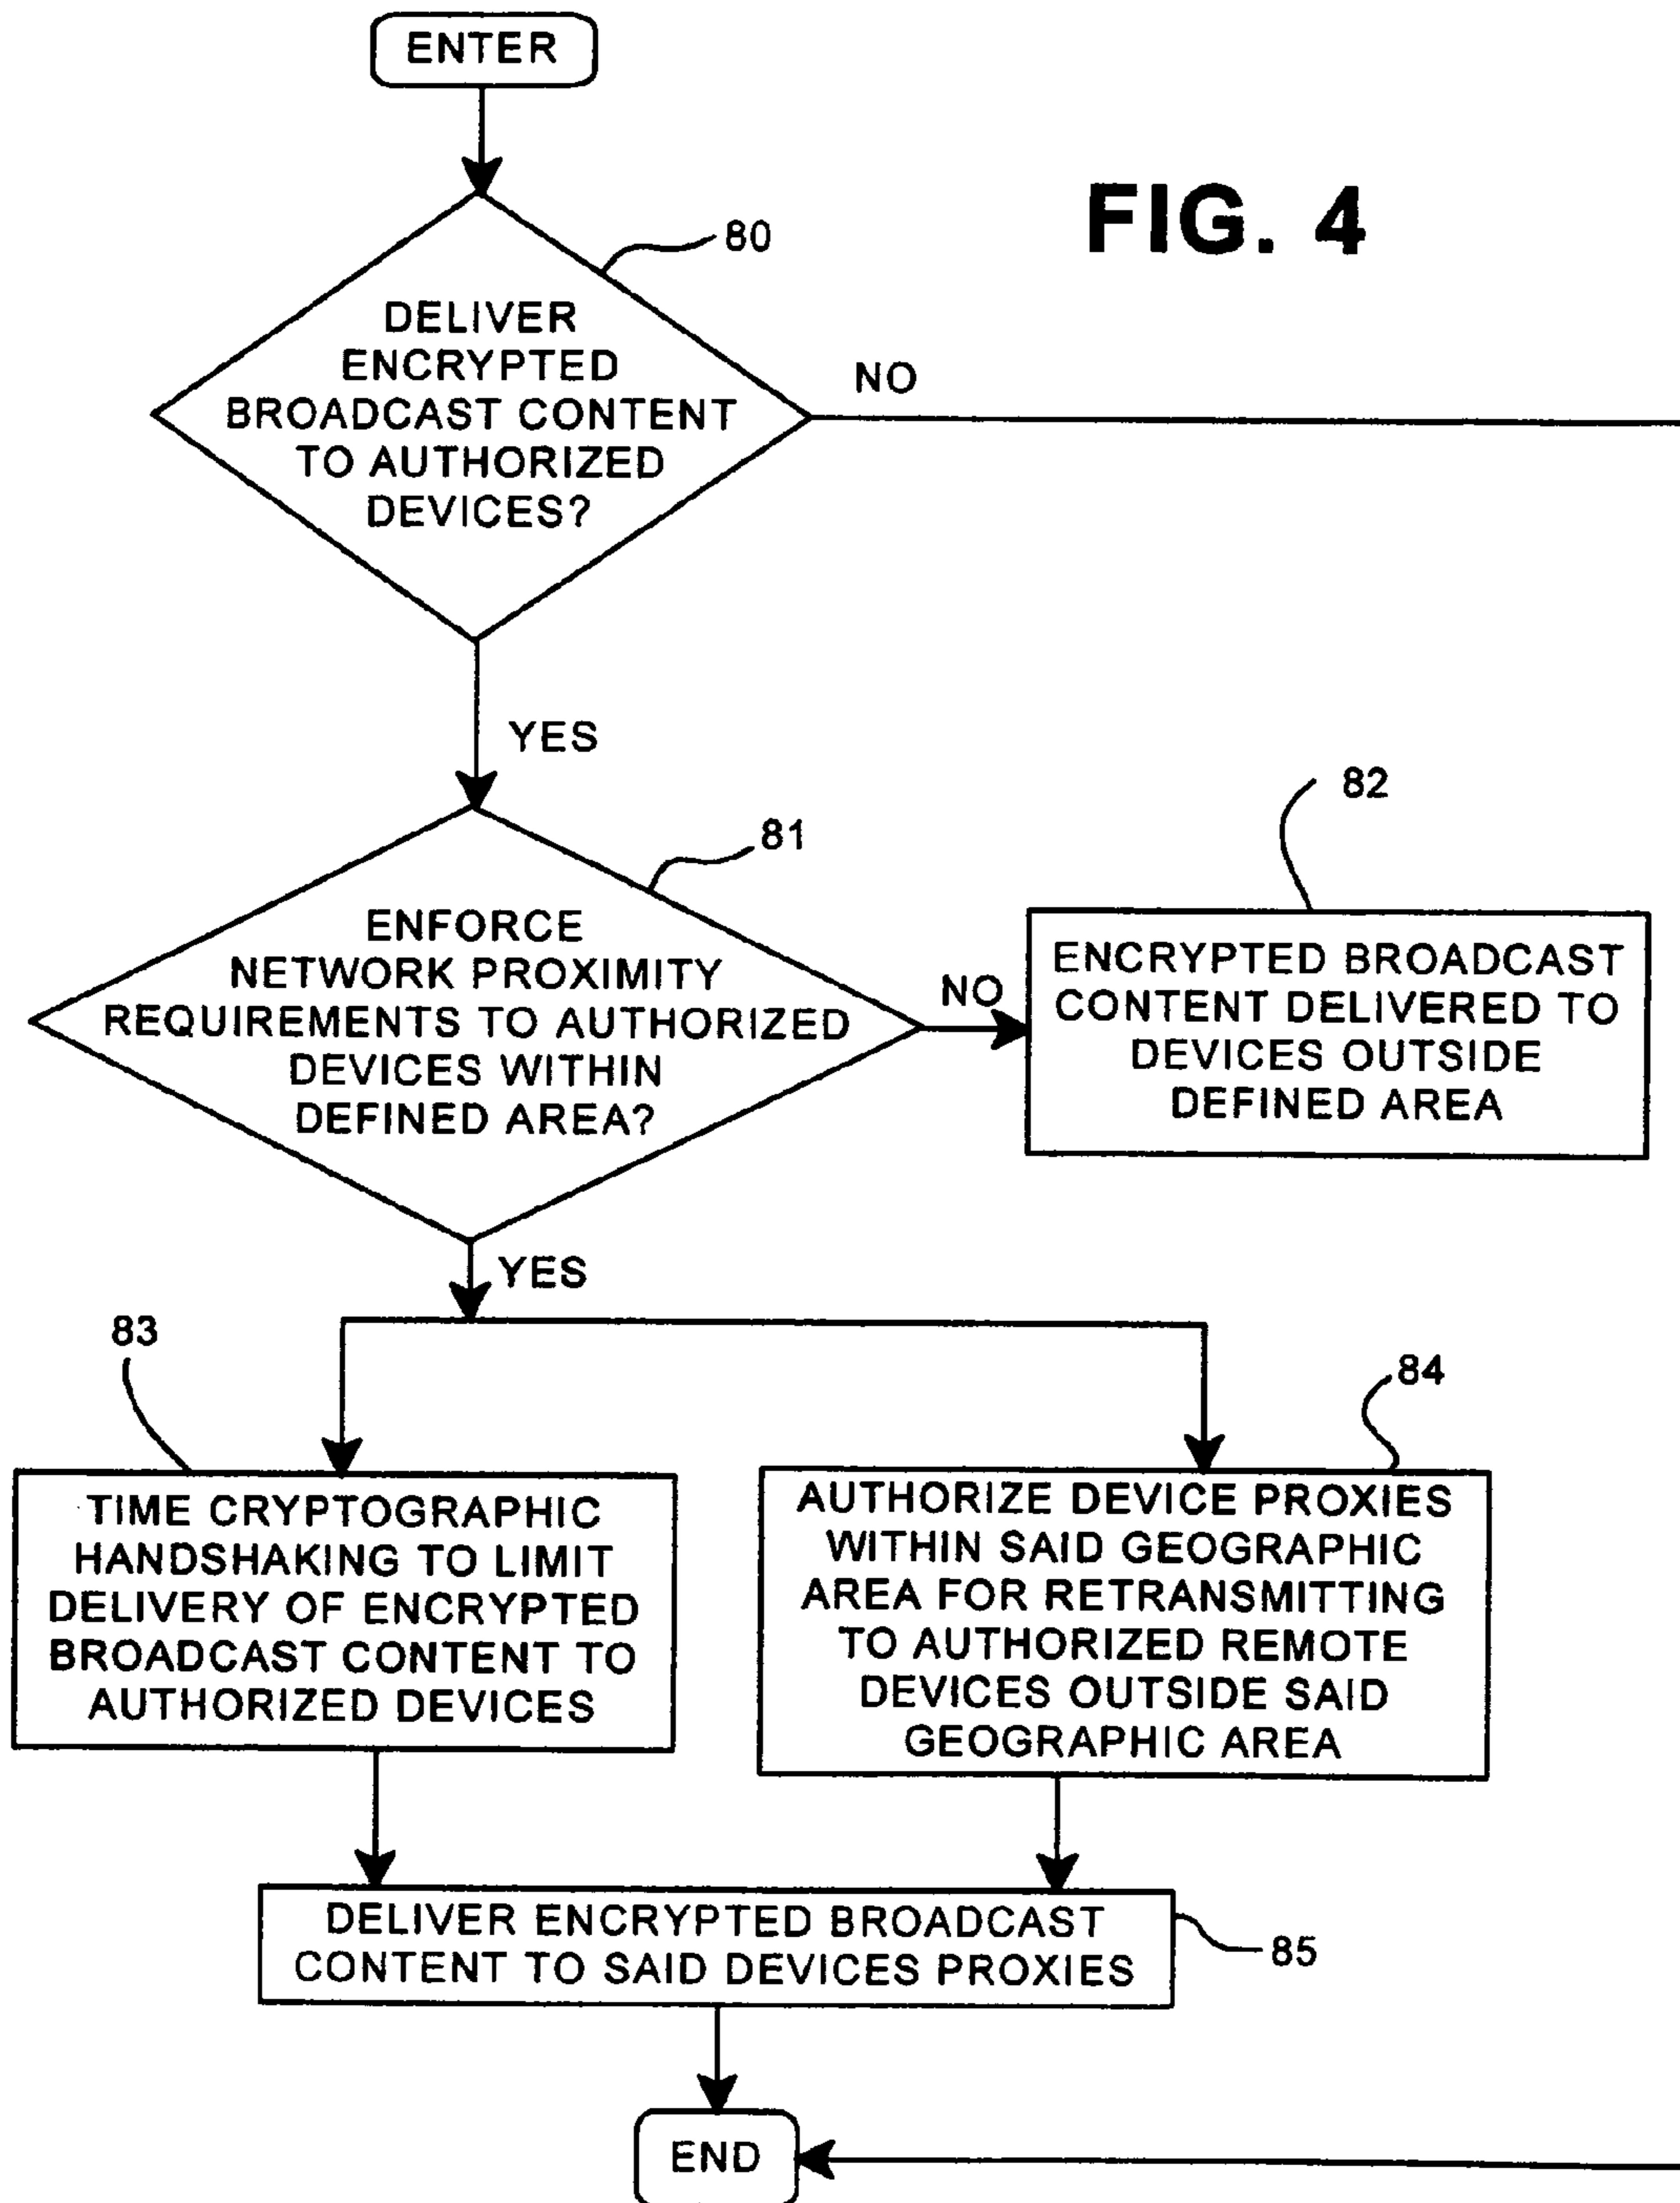 ENTER
FIG. 4
80
DELIVER
ENCRYPTED
BROADCAST CONTENT
TO AUTHORIZED
DEVICES?
NO
YES
81
82
ENFORCE
NETWORK PROXIMITY
REQUIREMENTS TO AUTHORIZED
DEVICES WITHIN
DEFINED AREA?
NO
ENCRYPTED BROADCAST
CONTENT DELIVERED TO
DEVICES OUTSIDE
DEFINED AREA
YES
83
84
TIME CRYPTOGRAPHIC
HANDSHAKING TO LIMIT
DELIVERY OF ENCRYPTED
BROADCAST CONTENT TO
AUTHORIZED DEVICES
AUTHORIZE DEVICE PROXIES
WITHIN SAID GEOGRAPHIC
AREA FOR RETRANSMITTING
TO AUTHORIZED REMOTE
DEVICES OUTSIDE SAID
GEOGRAPHIC AREA
DELIVER ENCRYPTED BROADCAST
CONTENT TO SAID DEVICES PROXIES
85
END